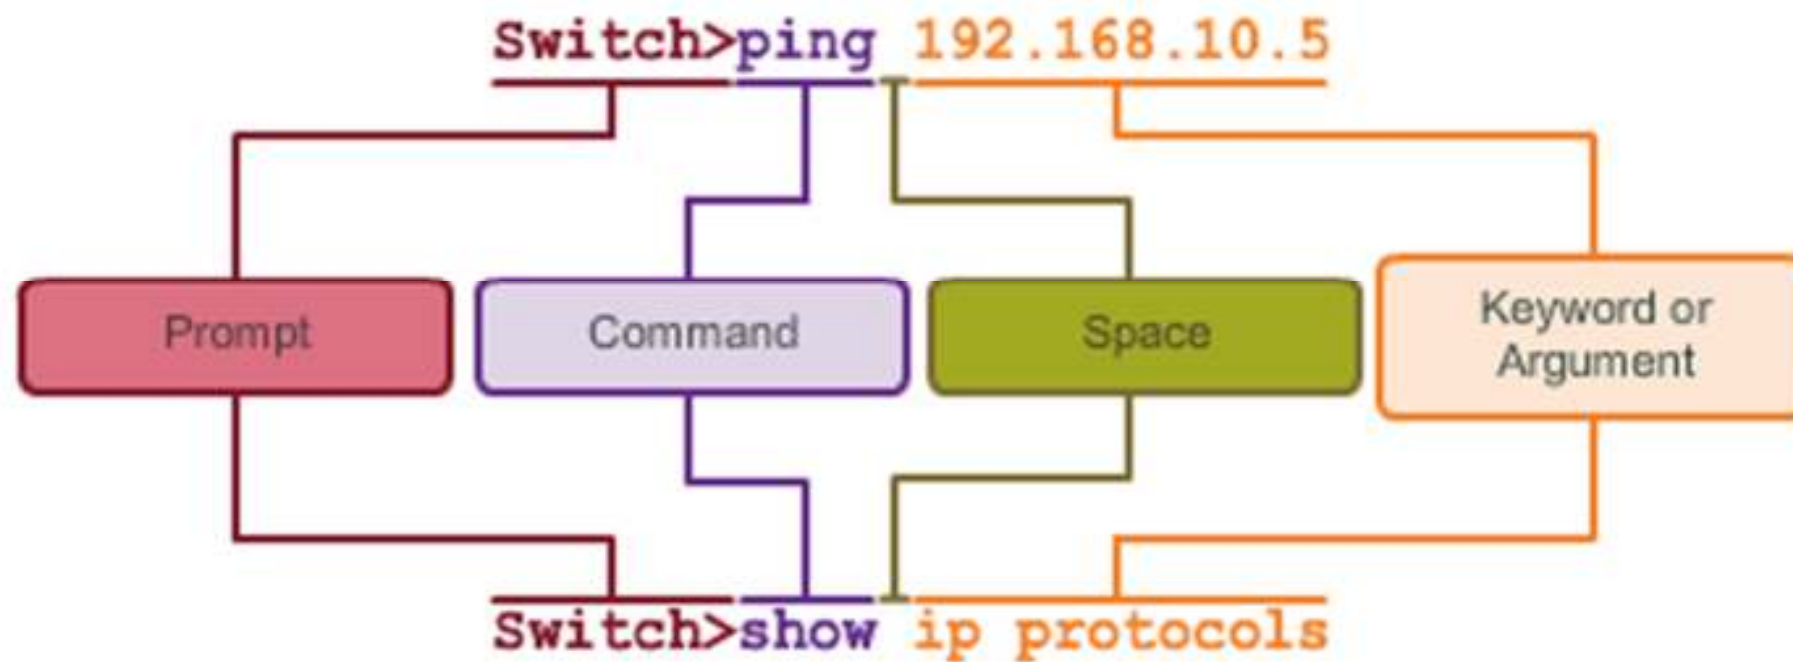 Switch>ping 192.168.10.5
Prompt
Command
Space
Keyword or
Argument
Switch>show ip protocols